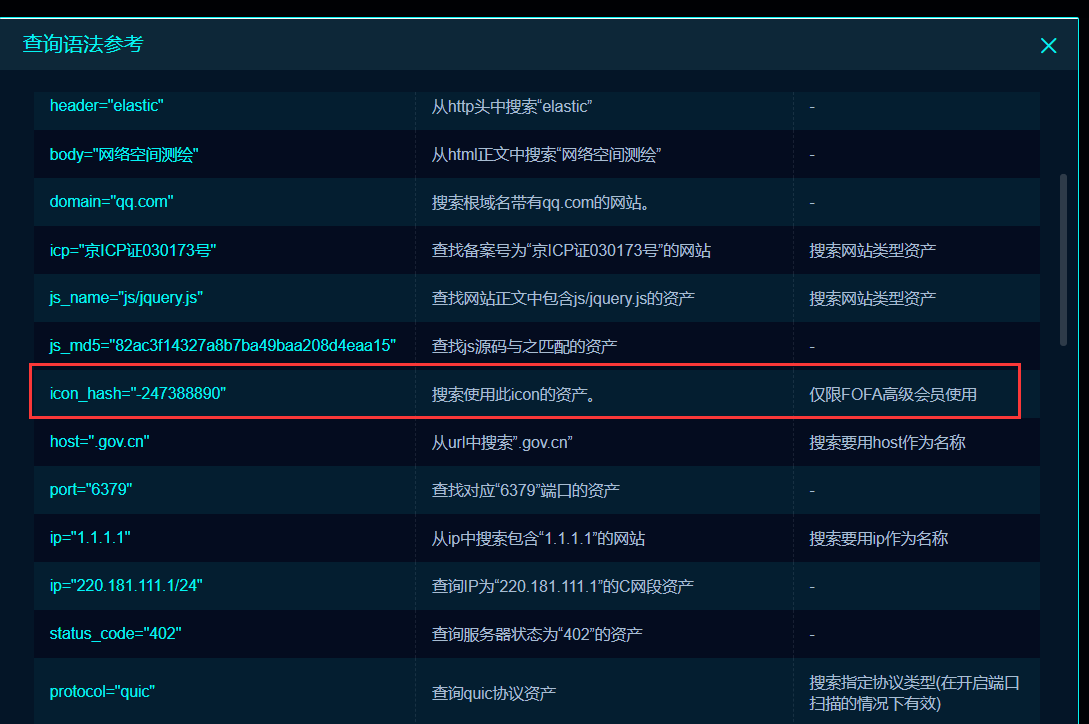 查询语法参考
header="elastic" 从http头中搜索“elastic” -
body="网络空间测绘" 从html正文中搜索“网络空间测绘” -
domain="qq.com" 搜索根域名带有qq.com的网站。 -
icp="京ICP证030173号" 查找备案号为“京ICP证030173号”的网站 搜索网站类型资产
js_name="js/jquery.js" 查找网站正文中包含js/jquery.js的资产 搜索网站类型资产
js_md5="82ac3f14327a8b7ba49baa208d4eaa15" 查找js源码与之匹配的资产 -
icon_hash="-247388890" 搜索使用此icon的资产。 仅限FOFA高级会员使用
host=".gov.cn" 从url中搜索”.gov.cn” 搜索要用host作为名称
port="6379" 查找对应“6379”端口的资产 -
ip="1.1.1.1" 从ip中搜索包含“1.1.1.1”的网站 搜索要用ip作为名称
ip="220.181.111.1/24" 查询IP为“220.181.111.1”的C网段资产 -
status_code="402" 查询服务器状态为“402”的资产 -
protocol="quic" 查询quic协议资产 搜索指定协议类型(在开启端口
扫描的情况下有效)